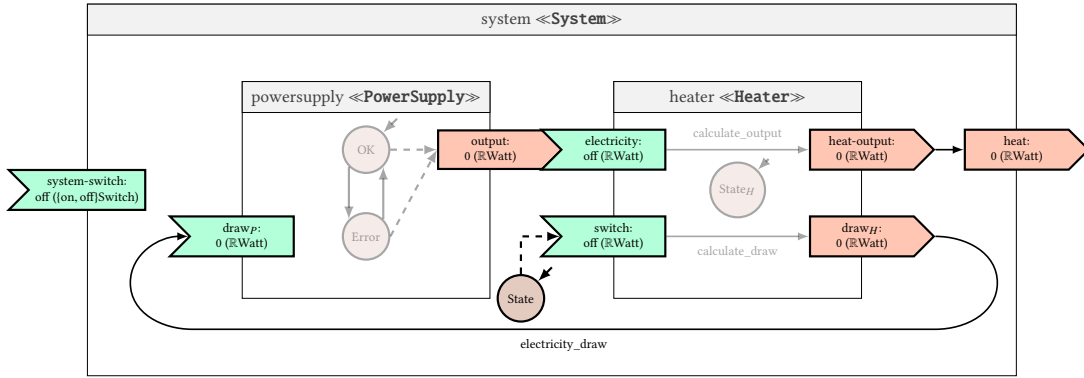 system ≪System≫
powersupply ≪PowerSupply≫
heater ≪Heater≫
OK
output:
0 (ℝWatt)
electricity:
off (ℝWatt)
calculate_output
heat-output:
0 (ℝWatt)
heat:
0 (ℝWatt)
system-switch:
off ({on, off}Switch)
State_H
draw_P:
0 (ℝWatt)
Error
switch:
off (ℝWatt)
calculate_draw
draw_H:
0 (ℝWatt)
State
electricity_draw